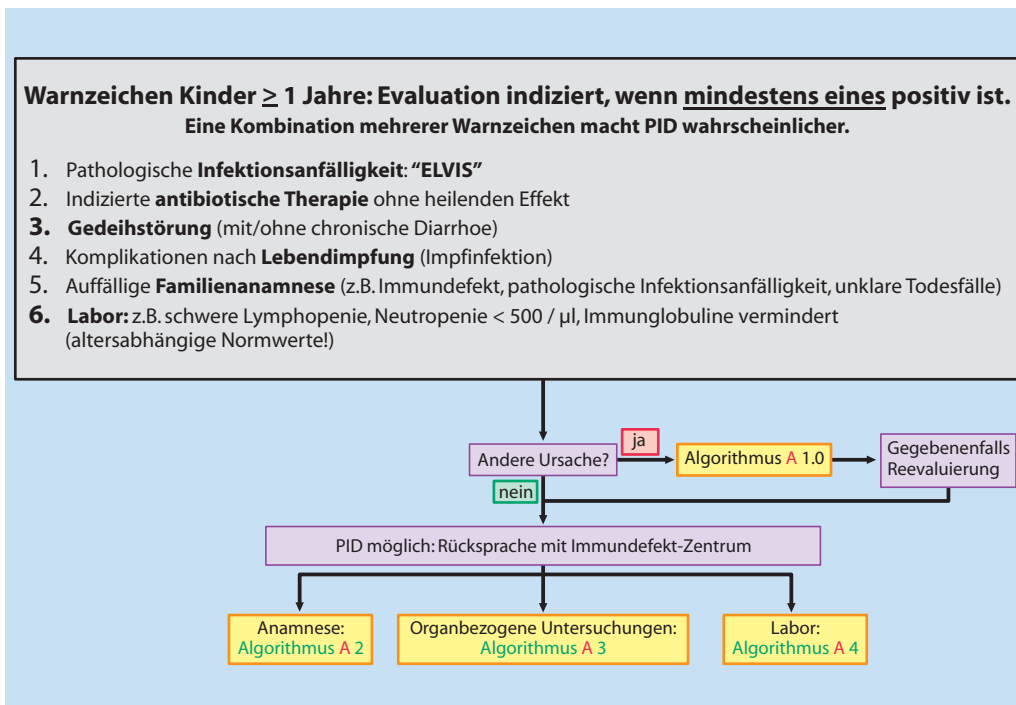 Warnzeichen Kinder ≥ 1 Jahre: Evaluation indiziert, wenn mindestens eines positiv ist.
Eine Kombination mehrerer Warnzeichen macht PID wahrscheinlicher.
1. Pathologische Infektionsanfälligkeit: “ELVIS”
2. Indizierte antibiotische Therapie ohne heilenden Effekt
3. Gedeihstörung (mit/ohne chronische Diarrhoe)
4. Komplikationen nach Lebendimpfung (Impfinfektion)
5. Auffällige Familienanamnese (z.B. Immundefekt, pathologische Infektionsanfälligkeit, unklare Todesfälle)
6. Labor: z.B. schwere Lymphopenie, Neutropenie < 500 / µl, Immunglobuline vermindert
(altersabhängige Normwerte!)
Andere Ursache?
ja
Algorithmus A 1.0
Gegebenenfalls
Reevaluierung
nein
PID möglich: Rücksprache mit Immundefekt-Zentrum
Anamnese:
Algorithmus A 2
Organbezogene Untersuchungen:
Algorithmus A 3
Labor:
Algorithmus A 4